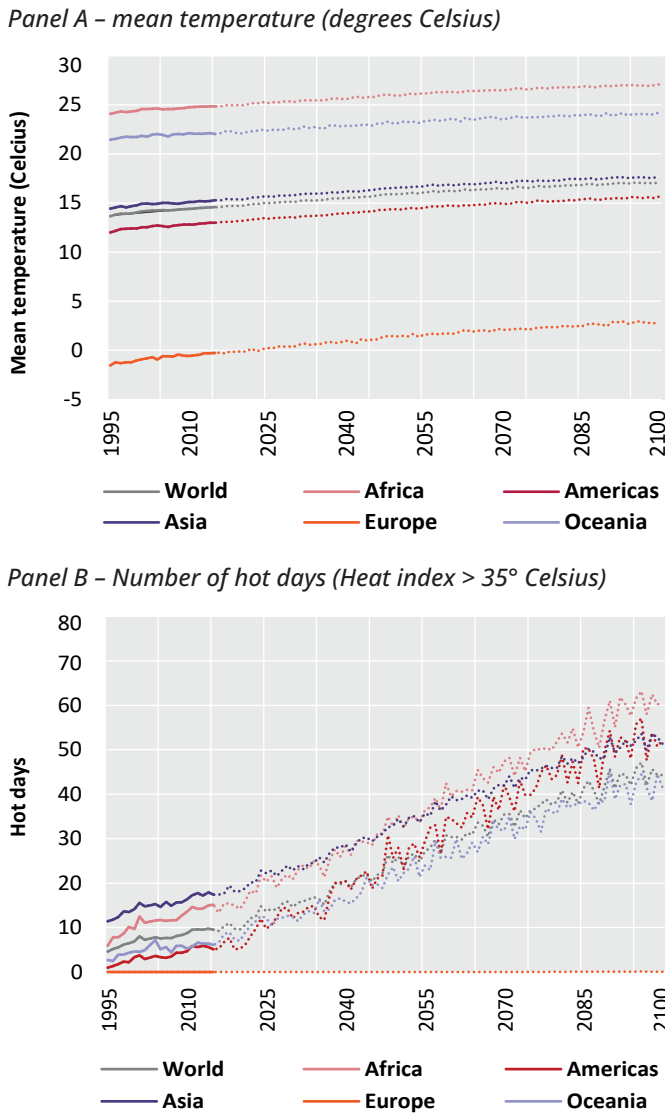 Panel A – mean temperature (degrees Celsius)
Mean temperature (Celcius)
30
25
20
15
10
5
0
-5
1995
2010
2025
2040
2055
2070
2085
2100
World
Africa
Americas
Asia
Europe
Oceania
Panel B – Number of hot days (Heat index > 35° Celsius)
Hot days
80
70
60
50
40
30
20
10
0
1995
2010
2025
2040
2055
2070
2085
2100
World
Africa
Americas
Asia
Europe
Oceania